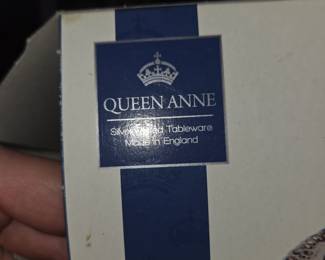 QUEEN ANNE
Silver Plated Tableware
Made in England